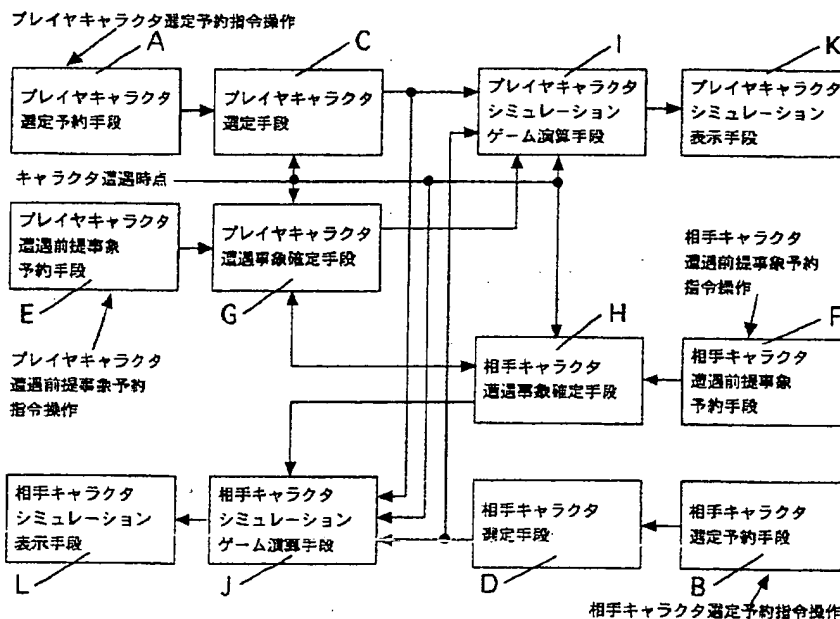 プレイヤキャラクタ選定予約指令操作
A
C
I
K
プレイヤキャラクタ
選定予約手段
プレイヤキャラクタ
選定手段
プレイヤキャラクタ
シミュレーション
ゲーム演算手段
プレイヤキャラクタ
シミュレーション
表示手段
キャラクタ遭遇時点
プレイヤキャラクタ
遭遇前提事象
予約手段
プレイヤキャラクタ
遭遇事象確定手段
相手キャラクタ
遭遇前提事象予約
指令操作
E
G
H
F
プレイヤキャラクタ
遭遇前提事象予約
指令操作
相手キャラクタ
遭遇事象確定手段
相手キャラクタ
遭遇前提事象
予約手段
相手キャラクタ
シミュレーション
表示手段
相手キャラクタ
シミュレーション
ゲーム演算手段
相手キャラクタ
選定手段
相手キャラクタ
選定予約手段
L
J
D
B
相手キャラクタ選定予約指令操作